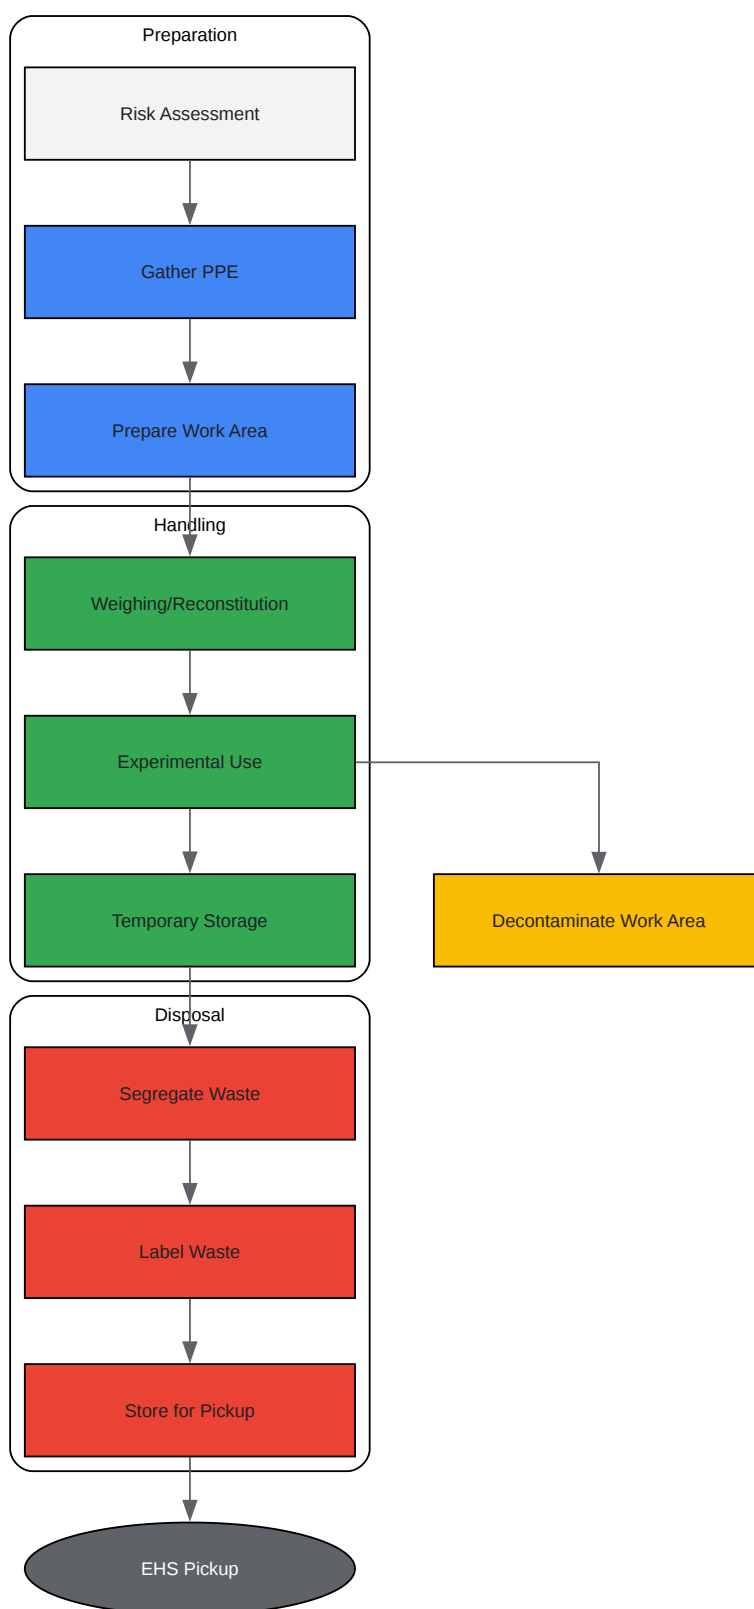 Preparation
Risk Assessment
Gather PPE
Prepare Work Area
Handling
Weighing/Reconstitution
Experimental Use
Temporary Storage
Decontaminate Work Area
Disposal
Segregate Waste
Label Waste
Store for Pickup
EHS Pickup